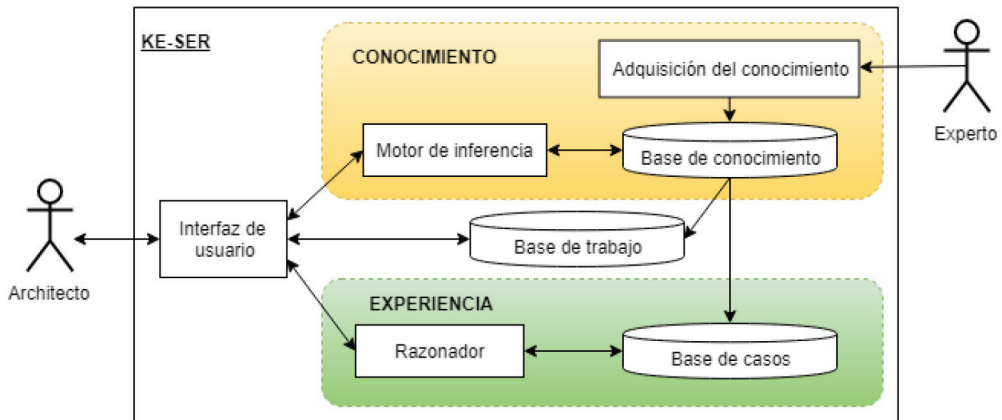 KE-SER
CONOCIMIENTO
Adquisición del conocimiento
Experto
Motor de inferencia
Base de conocimiento
Interfaz de
usuario
Base de trabajo
Architecto
EXPERIENCIA
Razonador
Base de casos